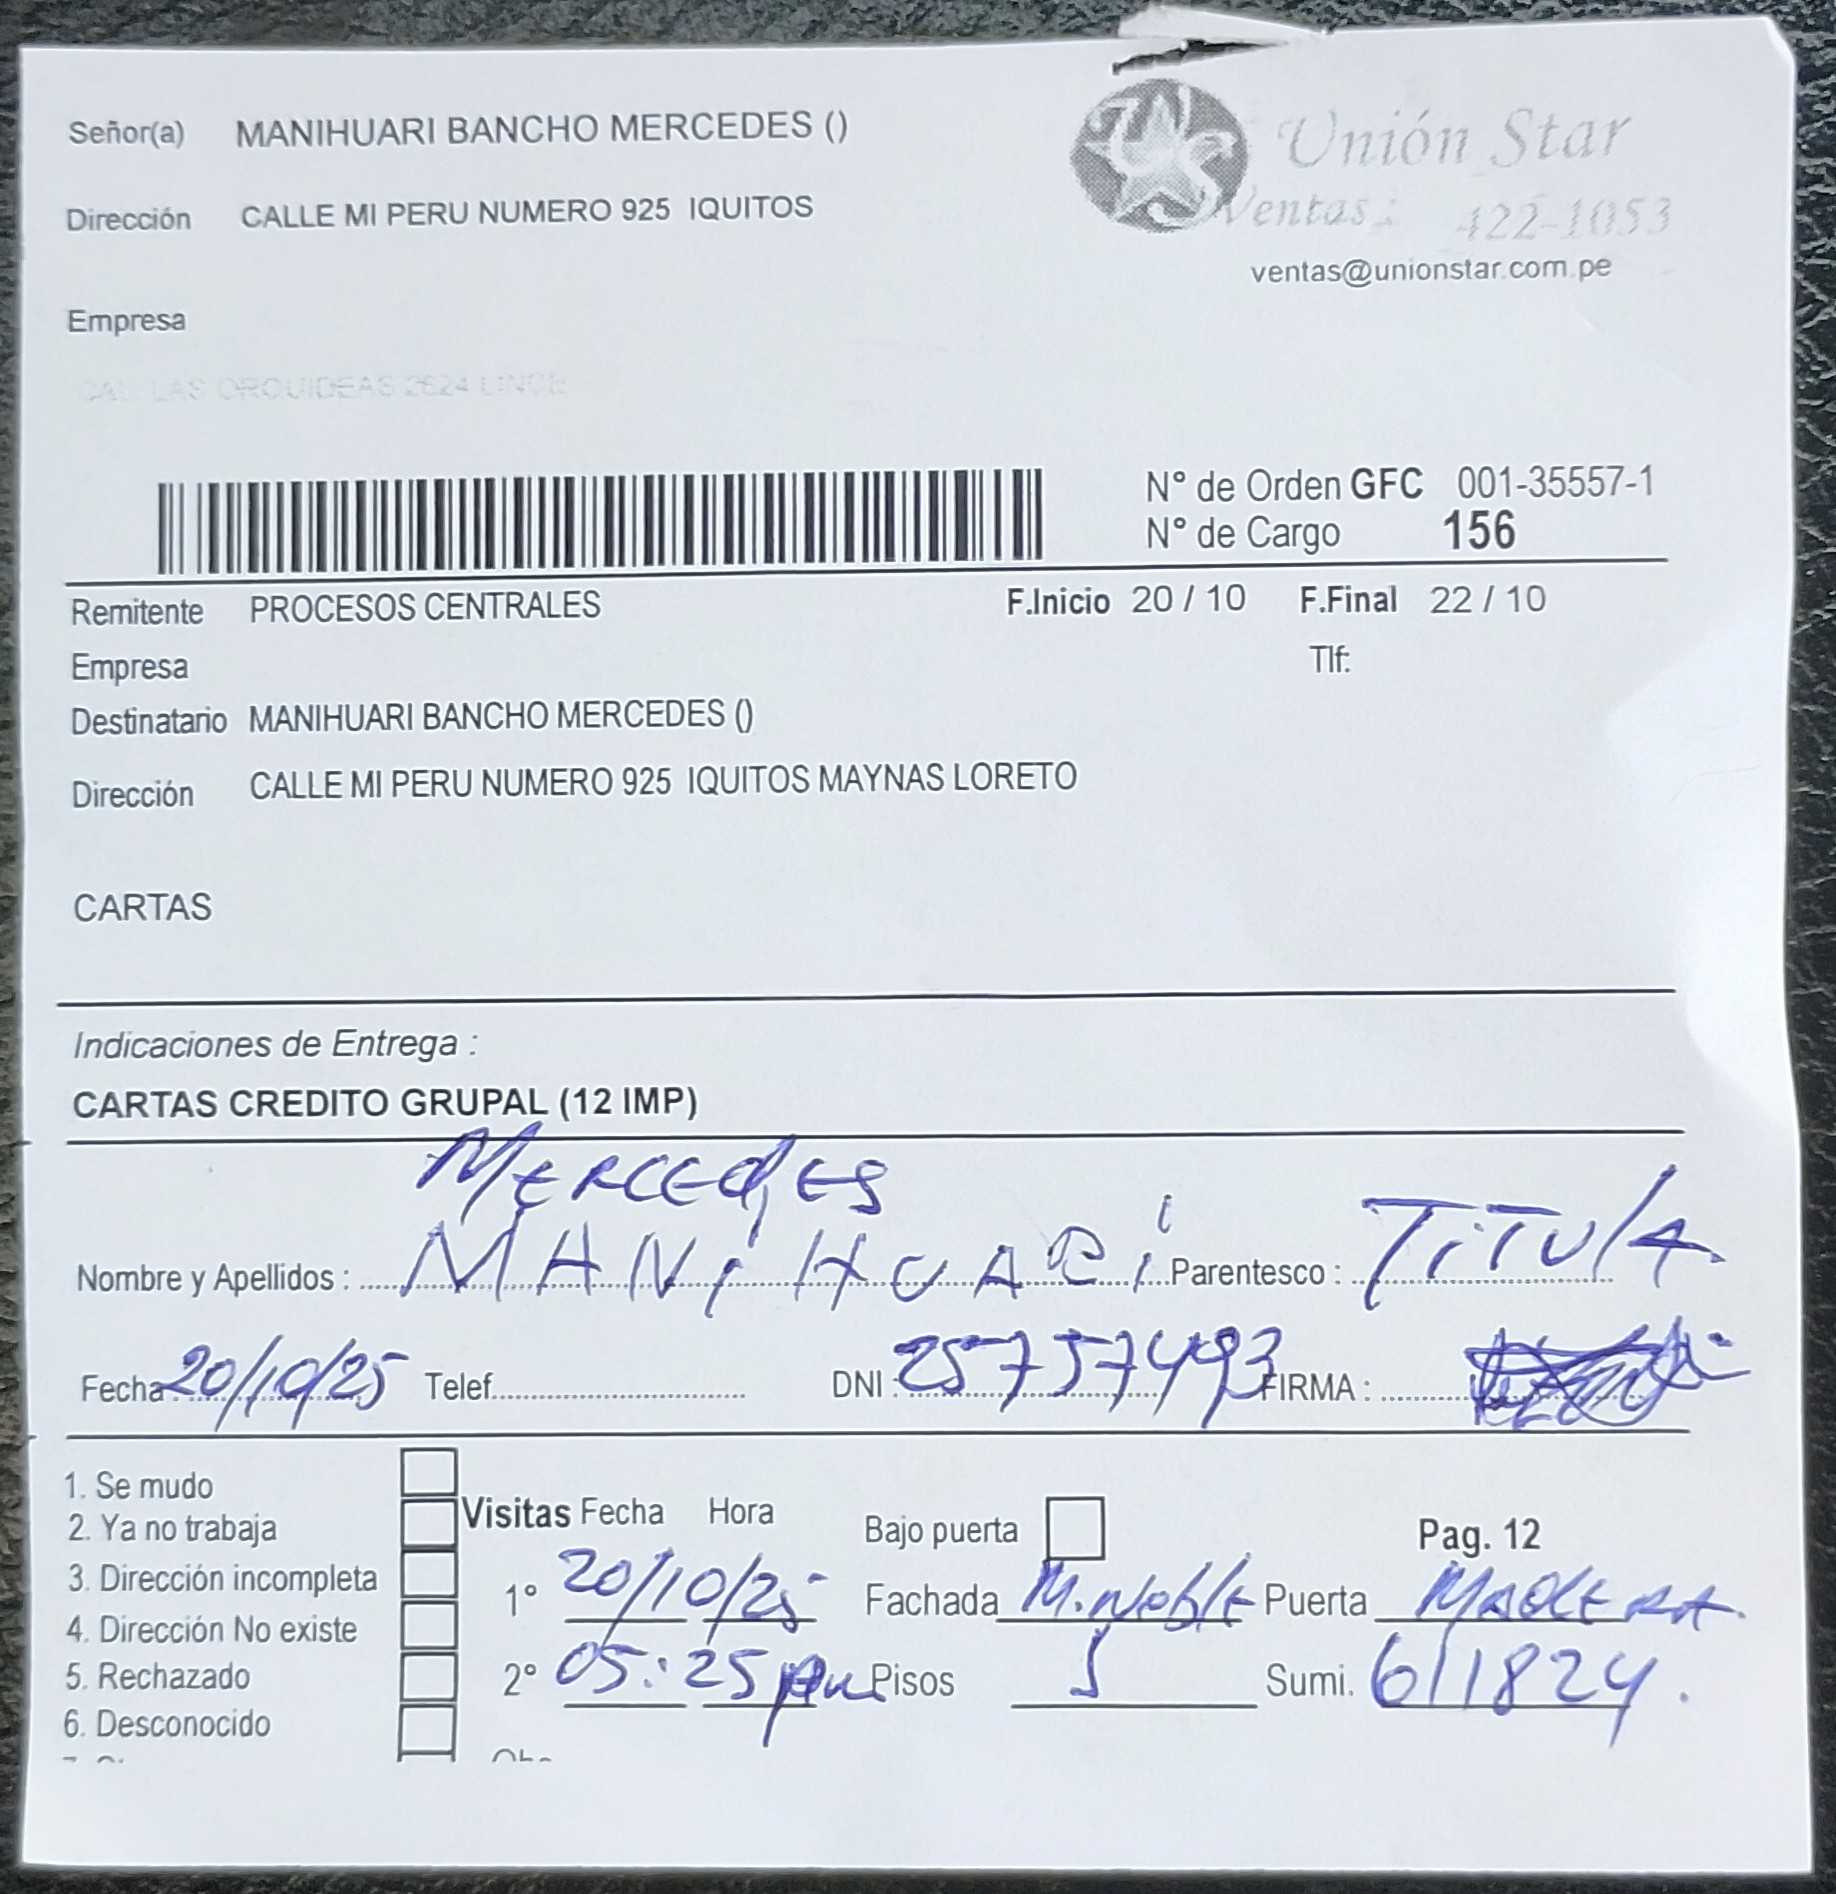 Señor(a) MANIHUARI BANCHO MERCEDES ()
Unión Star
Dirección CALLE MI PERU NUMERO 925 IQUITOS
Ventas: 422-1053
ventas@unionstar.com.pe
Empresa
CAL LAS ORQUIDEAS 2624 LINCE
N° de Orden GFC 001-35557-1
N° de Cargo 156
Remitente PROCESOS CENTRALES F.Inicio 20 / 10 F.Final 22 / 10
Empresa Tlf:
Destinatario MANIHUARI BANCHO MERCEDES ()
Dirección CALLE MI PERU NUMERO 925 IQUITOS MAYNAS LORETO
CARTAS
Indicaciones de Entrega :
CARTAS CREDITO GRUPAL (12 IMP)
MERCEdES
Nombre y Apellidos : MANiHUARi Parentesco : TiTulA.
Fecha: 20/10/25 Telef. DNI : 25757493 FIRMA :
1. Se mudo
2. Ya no trabaja
3. Dirección incompleta
4. Dirección No existe
5. Rechazado
6. Desconocido
Visitas Fecha Hora
1° 20/10/25
2° 05:25 pm
Bajo puerta Pag. 12
Fachada M.Noble Puerta MADERA.
Pisos Sumi. 611824.